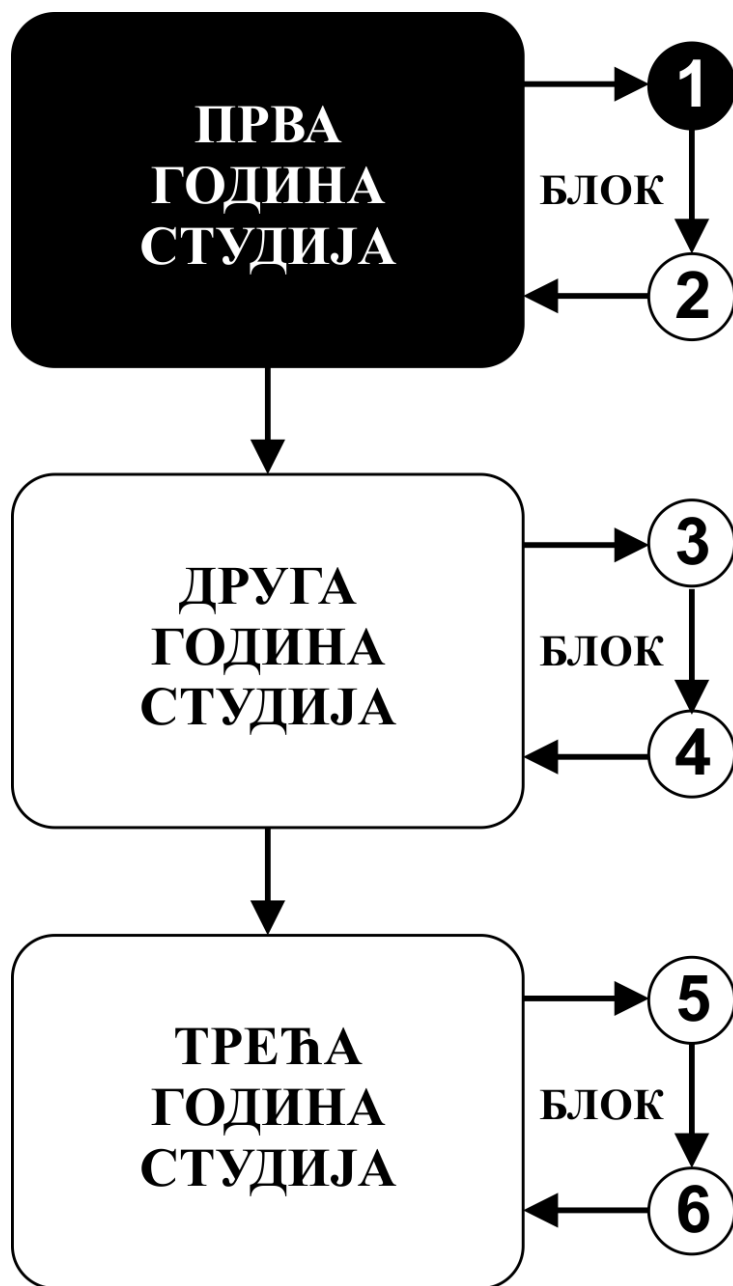 ПРВА
ГОДИНА
СТУДИЈА
1
БЛОК
2
ДРУГА
ГОДИНА
СТУДИЈА
3
БЛОК
4
ТРЕЋА
ГОДИНА
СТУДИЈА
5
БЛОК
6